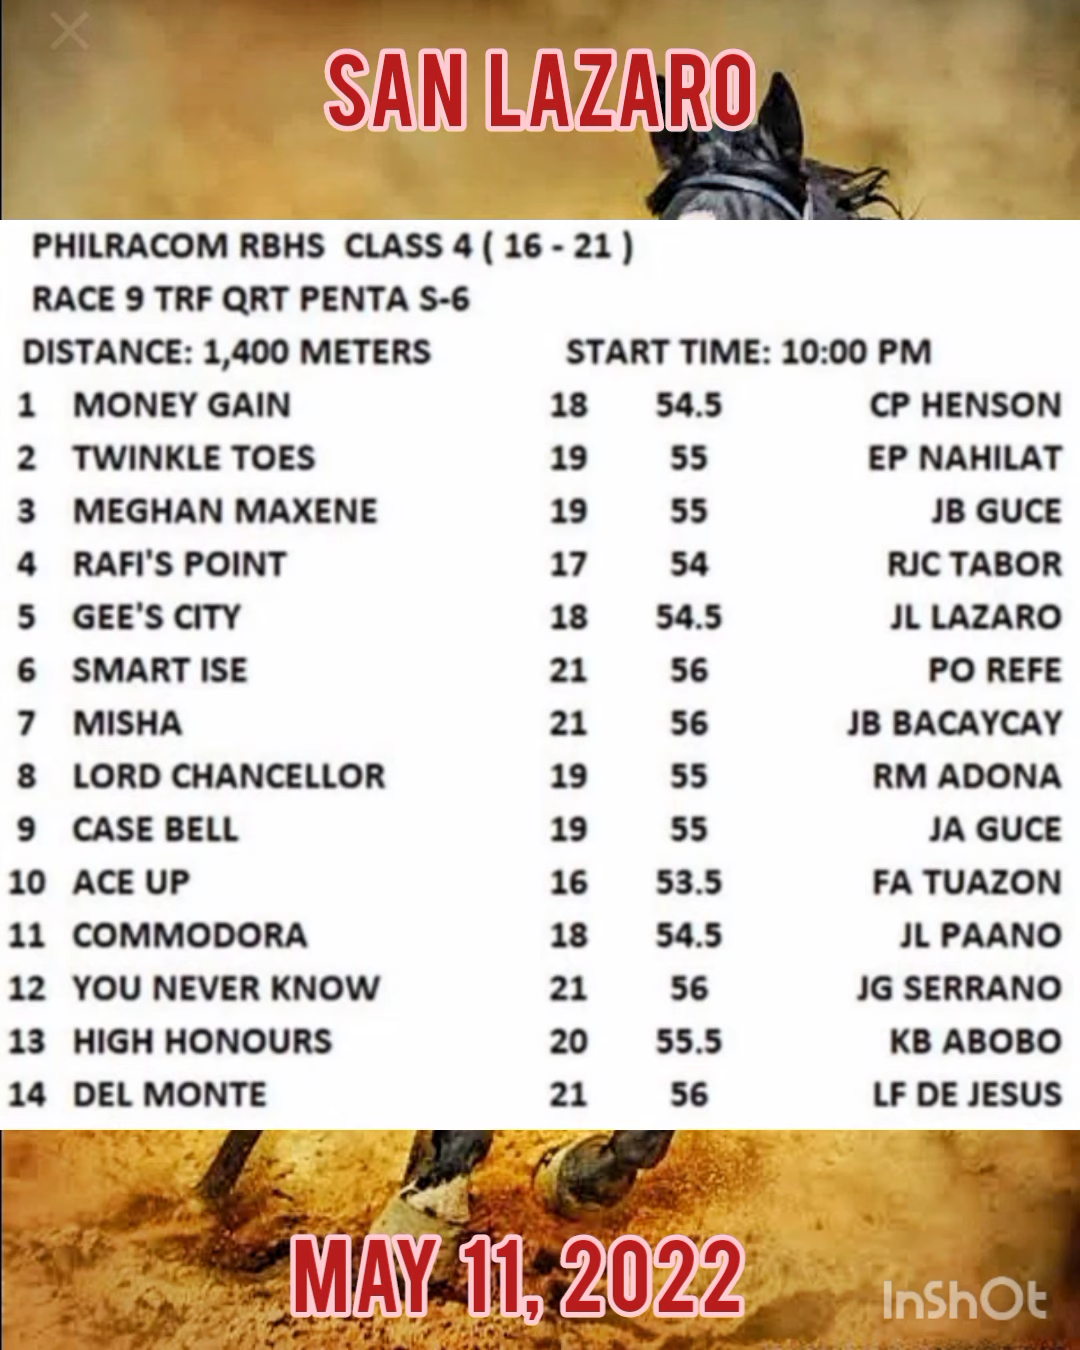 SAN LAZARO
PHILRACOM RBHS CLASS 4 ( 16 - 21 )
RACE 9 TRF QRT PENTA S-6
DISTANCE: 1,400 METERS START TIME: 10:00 PM
1 MONEY GAIN 18 54.5 CP HENSON
2 TWINKLE TOES 19 55 EP NAHILAT
3 MEGHAN MAXENE 19 55 JB GUCE
4 RAFI'S POINT 17 54 RJC TABOR
5 GEE'S CITY 18 54.5 JL LAZARO
6 SMART ISE 21 56 PO REFE
7 MISHA 21 56 JB BACAYCAY
8 LORD CHANCELLOR 19 55 RM ADONA
9 CASE BELL 19 55 JA GUCE
10 ACE UP 16 53.5 FA TUAZON
11 COMMODORA 18 54.5 JL PAANO
12 YOU NEVER KNOW 21 56 JG SERRANO
13 HIGH HONOURS 20 55.5 KB ABOBO
14 DEL MONTE 21 56 LF DE JESUS
MAY 11, 2022
InShOt